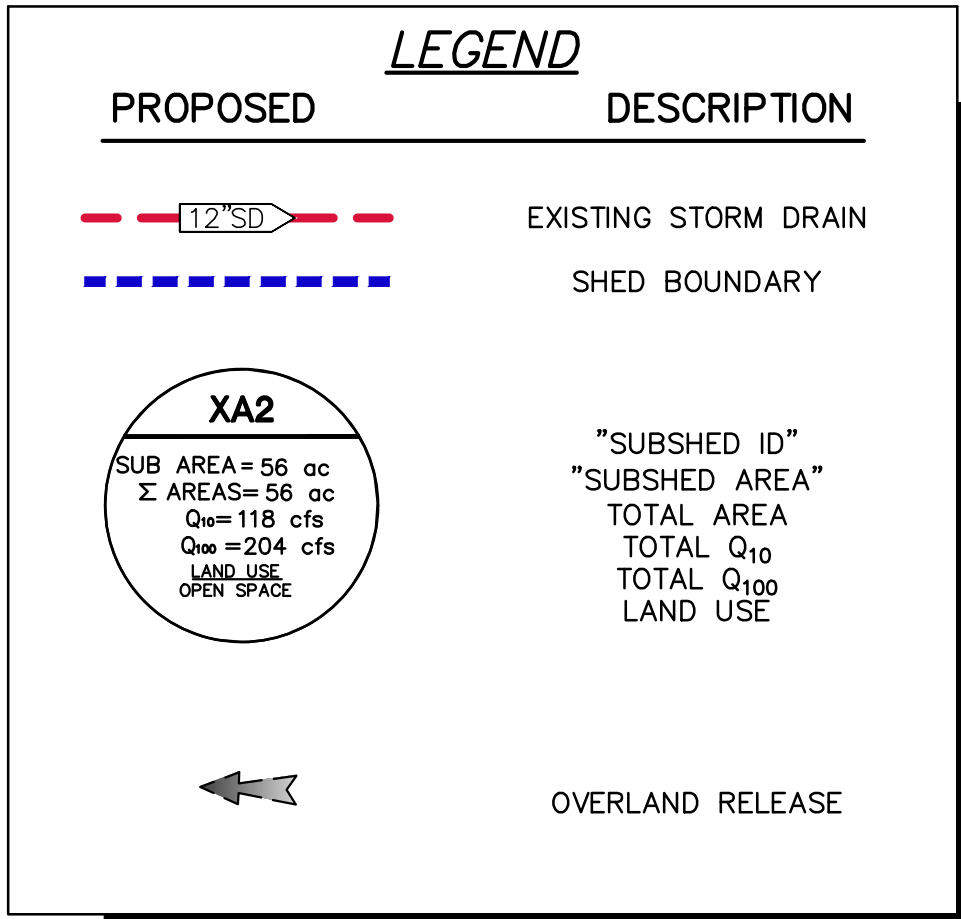 LEGEND
PROPOSED DESCRIPTION
12"SD EXISTING STORM DRAIN
SHED BOUNDARY
XA2
SUB AREA= 56 ac
Σ AREAS= 56 ac
Q10= 118 cfs
Q100 =204 cfs
LAND USE
OPEN SPACE
"SUBSHED ID"
"SUBSHED AREA"
TOTAL AREA
TOTAL Q10
TOTAL Q100
LAND USE
OVERLAND RELEASE